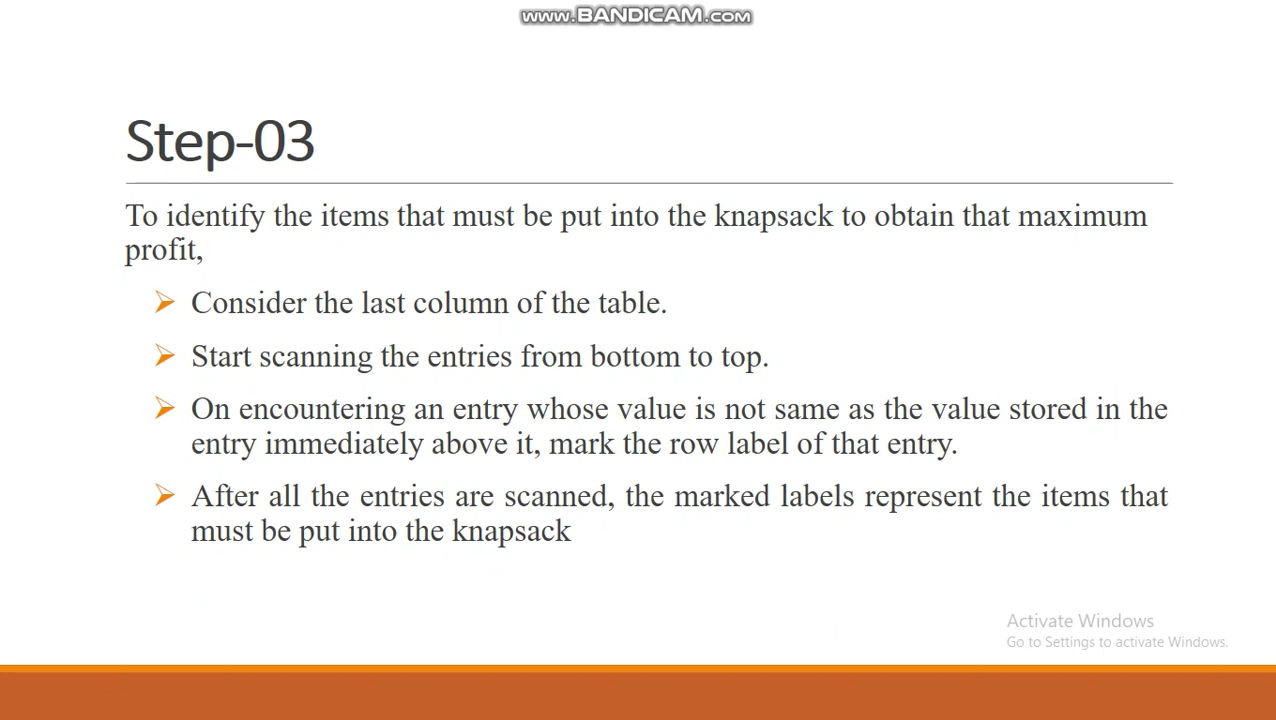 www.BANDICAM.com
Step-03
To identify the items that must be put into the knapsack to obtain that maximum
profit,
Consider the last column of the table.
Start scanning the entries from bottom to top.
On encountering an entry whose value is not same as the value stored in the
entry immediately above it, mark the row label of that entry.
After all the entries are scanned, the marked labels represent the items that
must be put into the knapsack
Activate Windows
Go to Settings to activate Windows.